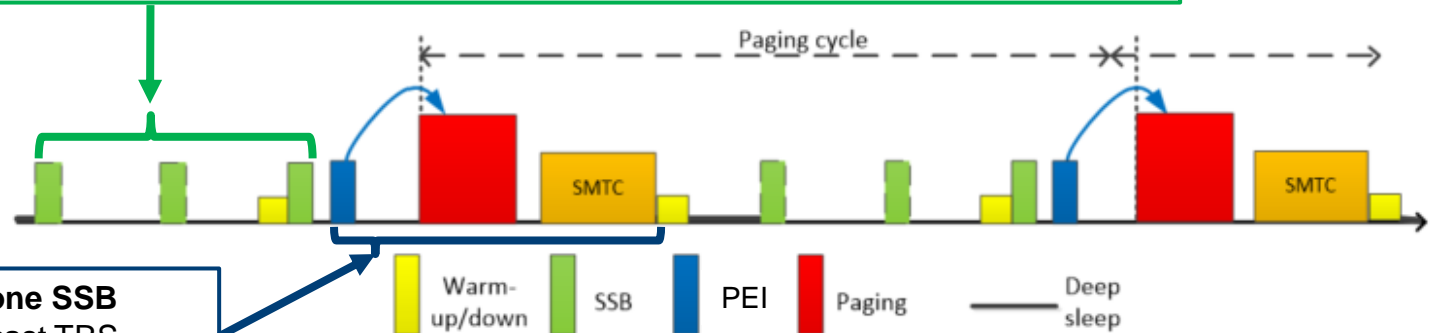 Paging cycle
SMTC
SMTC
one SSB
Warm-
up/down
SSB
PEI
Paging
Deep
sleep